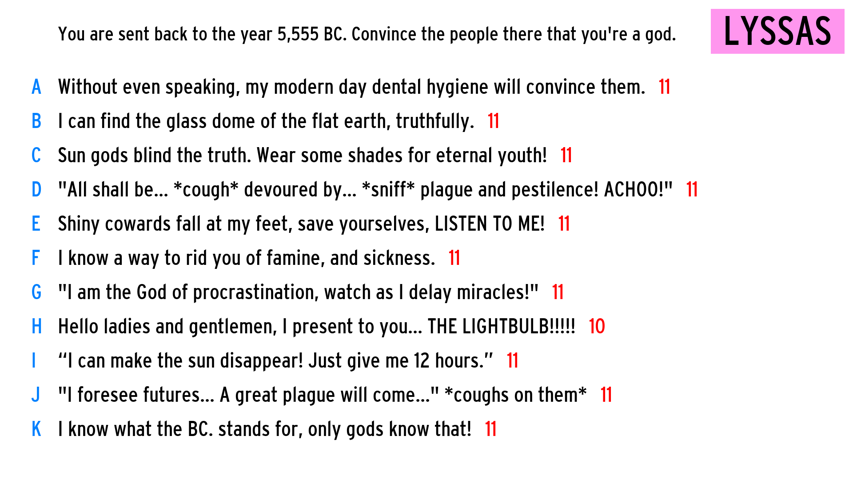 You are sent back to the year 5,555 BC. Convince the people there that you're a god.
LYSSAS
A Without even speaking, my modern day dental hygiene will convince them. 11
B I can find the glass dome of the flat earth, truthfully. 11
C Sun gods blind the truth. Wear some shades for eternal youth! 11
D "All shall be... *cough* devoured by... *sniff* plague and pestilence! ACHOO!" 11
E Shiny cowards fall at my feet, save yourselves, LISTEN TO ME! 11
F I know a way to rid you of famine, and sickness. 11
G "I am the God of procrastination, watch as I delay miracles!" 11
H Hello ladies and gentlemen, I present to you... THE LIGHTBULB!!!!! 10
I “I can make the sun disappear! Just give me 12 hours.” 11
J "I foresee futures... A great plague will come..." *coughs on them* 11
K I know what the BC. stands for, only gods know that! 11